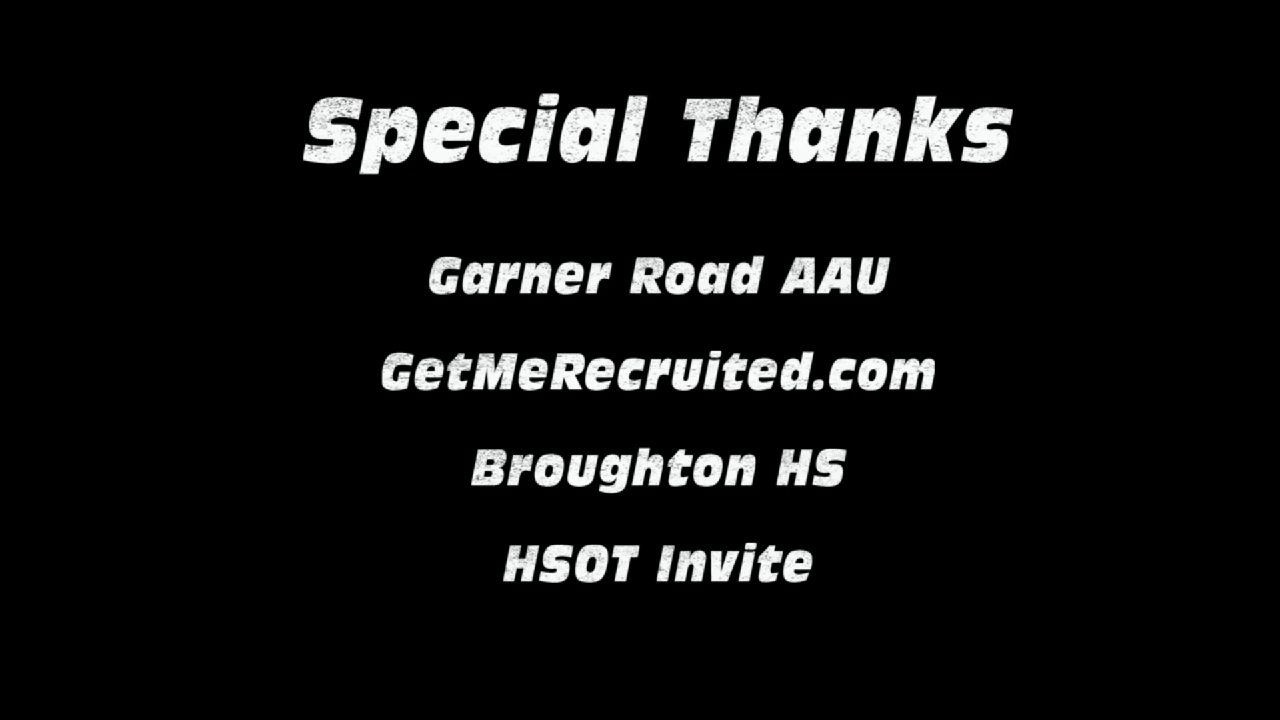 Special Thanks
Garner Road AAU
GetMeRecruited.com
Broughton HS
HSOT Invite